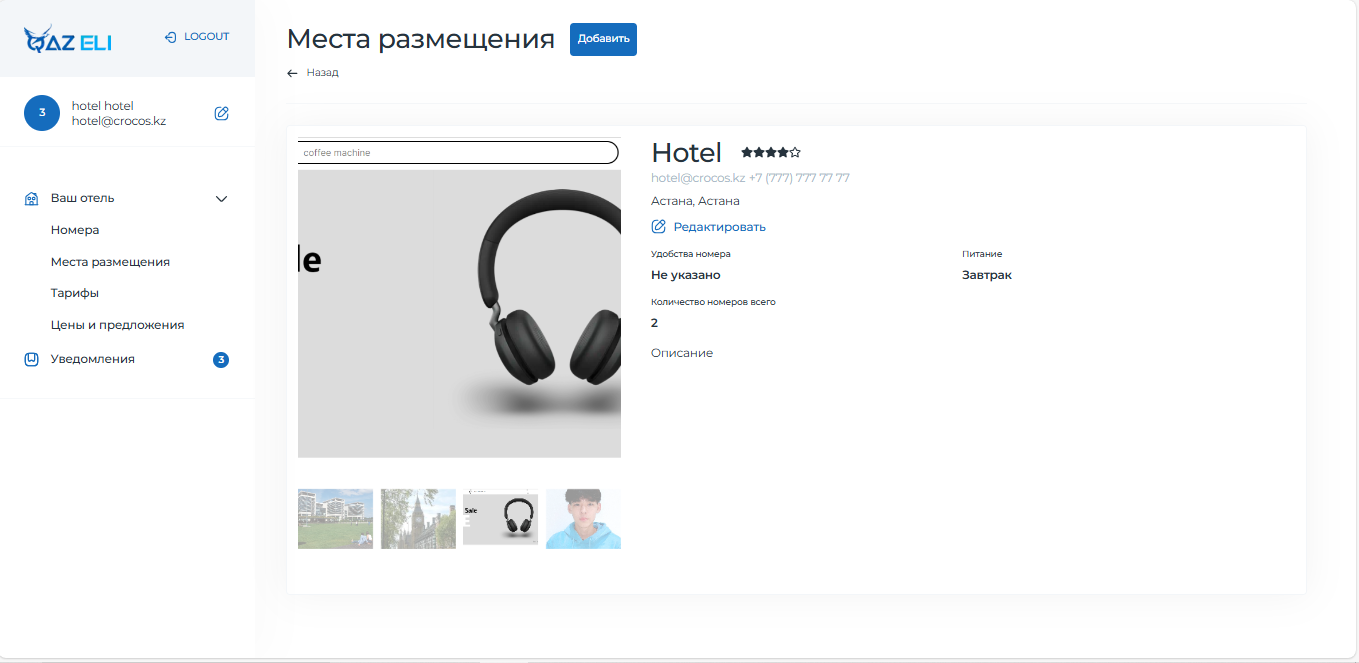 QAZ ELI
LOGOUT
3
hotel hotel
hotel@crocos.kz
Ваш отель
Номера
Места размещения
Тарифы
Цены и предложения
Уведомления
3
Места размещения
Добавить
Назад
coffee machine
le
Sale
E
Hotel
hotel@crocos.kz +7 (777) 777 77 77
Астана, Астана
Редактировать
Удобства номера
Не указано
Питание
Завтрак
Количество номеров всего
2
Описание